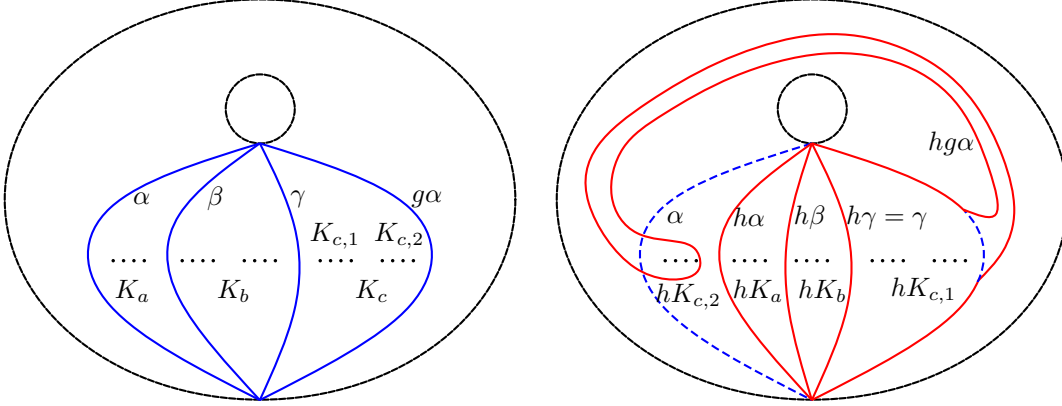 α β γ gα
K_{c,1} K_{c,2}
K_a K_b K_c
hgα
α hα hβ hγ = γ
hK_{c,2} hK_a hK_b hK_{c,1}